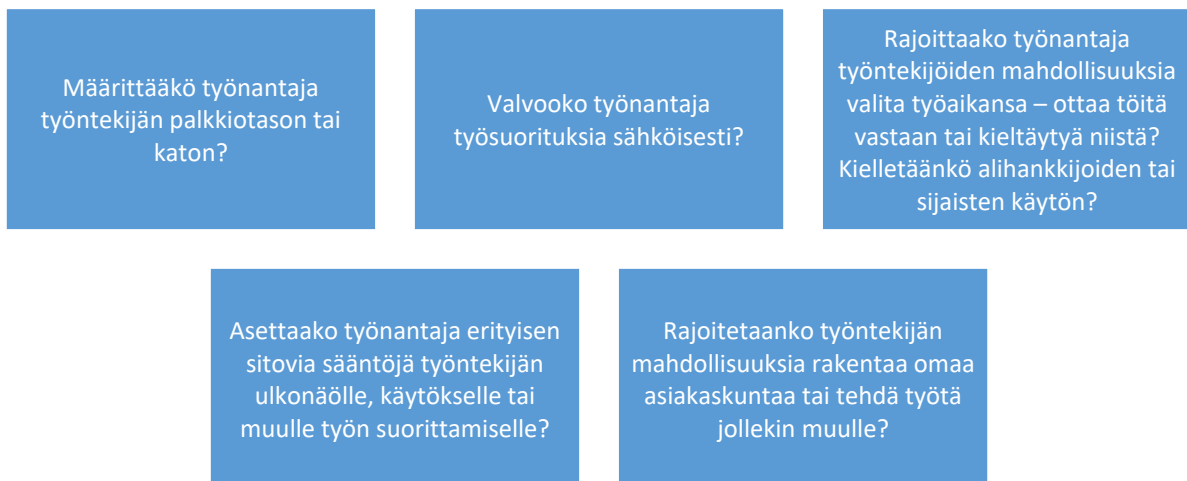 Määrittääkö työnantaja
työntekijän palkkiotason tai
katon?
Valvooko työnantaja
työsuorituksia sähköisesti?
Rajoittaako työnantaja
työntekijöiden mahdollisuuksia
valita työaikansa – ottaa töitä
vastaan tai kieltäytyä niistä?
Kielletäänkö alihankkijoiden tai
sijaisten käytön?
Asettaako työnantaja erityisen
sitovia sääntöjä työntekijän
ulkonäölle, käytökselle tai
muulle työn suorittamiselle?
Rajoitetaanko työntekijän
mahdollisuuksia rakentaa omaa
asiakaskuntaa tai tehdä työtä
jollekin muulle?